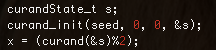 curandState_t s;
curand_init(seed, 0, 0, &s);
x = (curand(&s)%2);